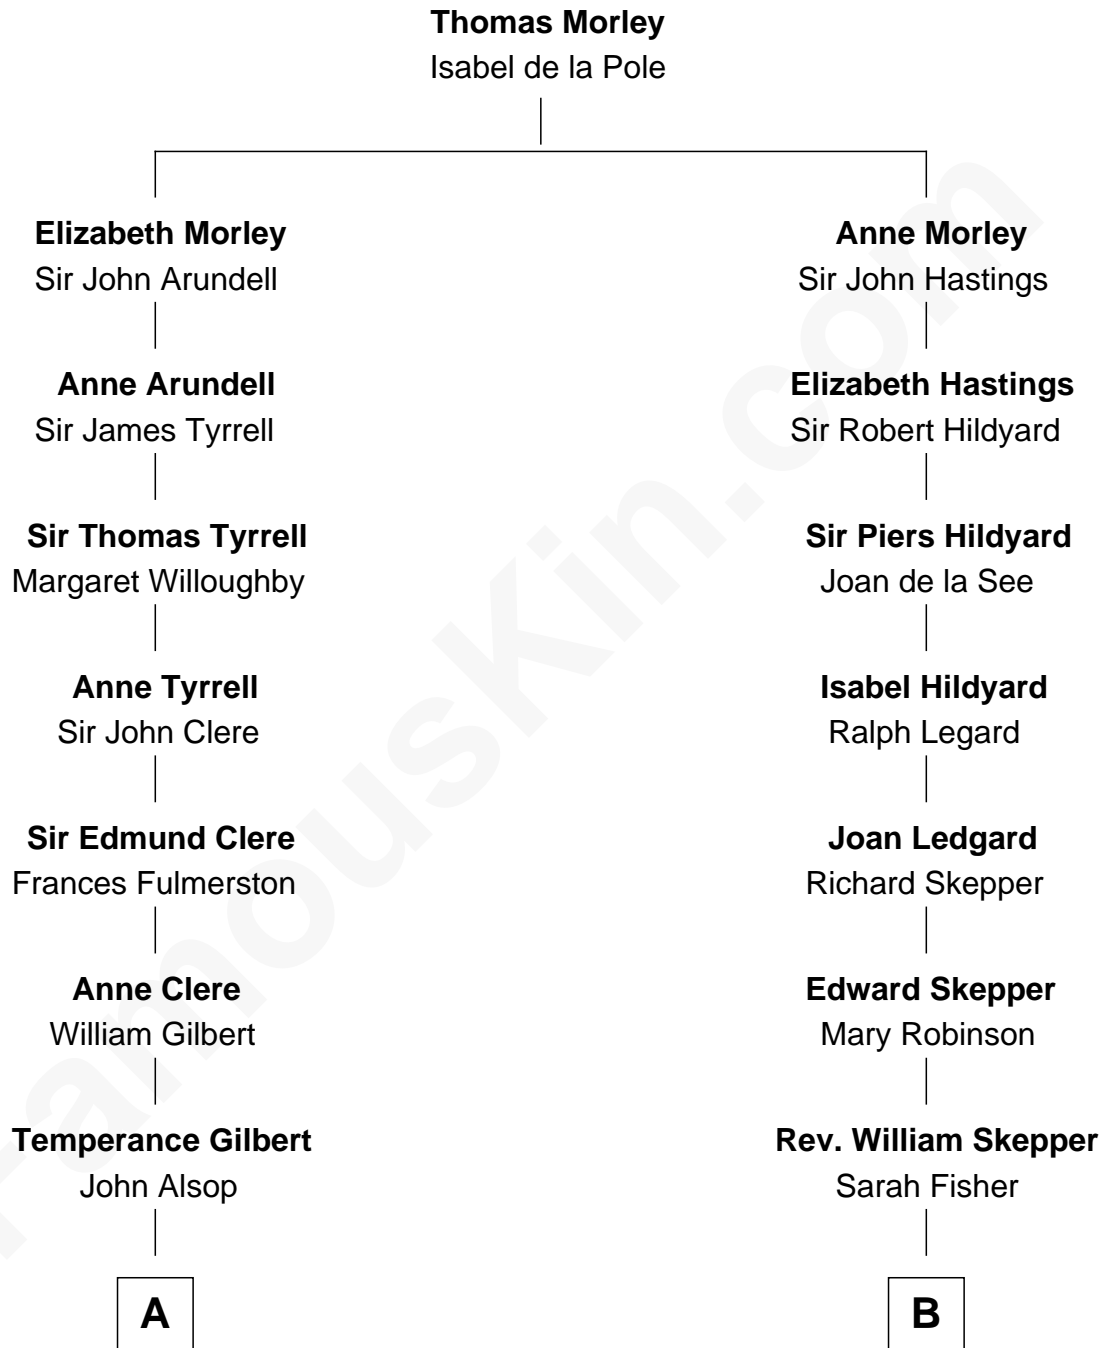 Thomas Morley
Isabel de la Pole
Elizabeth Morley
Sir John Arundell
Anne Morley
Sir John Hastings
Anne Arundell
Sir James Tyrrell
Elizabeth Hastings
Sir Robert Hildyard
Sir Thomas Tyrrell
Margaret Willoughby
Sir Piers Hildyard
Joan de la See
Anne Tyrrell
Sir John Clere
Isabel Hildyard
Ralph Legard
Sir Edmund Clere
Frances Fulmerston
Joan Ledgard
Richard Skepper
Anne Clere
William Gilbert
Edward Skepper
Mary Robinson
Temperance Gilbert
John Alsop
Rev. William Skepper
Sarah Fisher
A
B
FamousKin.com